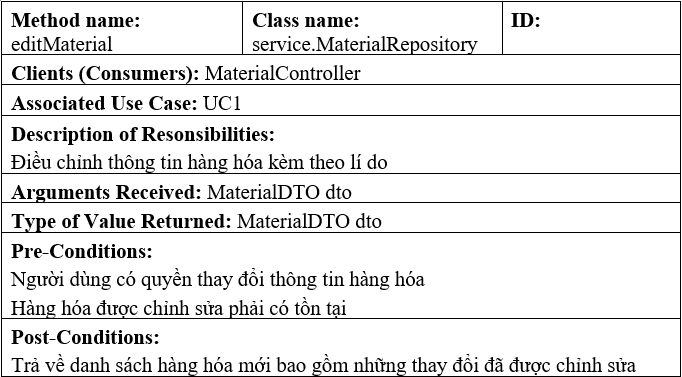 Method name:
editMaterial
Class name:
service.MaterialRepository
ID:
Clients (Consumers): MaterialController
Associated Use Case: UC1
Description of Resonsibilities:
Điều chỉnh thông tin hàng hóa kèm theo lí do
Arguments Received: MaterialDTO dto
Type of Value Returned: MaterialDTO dto
Pre-Conditions:
Người dùng có quyền thay đổi thông tin hàng hóa
Hàng hóa được chỉnh sửa phải có tồn tại
Post-Conditions:
Trả về danh sách hàng hóa mới bao gồm những thay đổi đã được chỉnh sửa